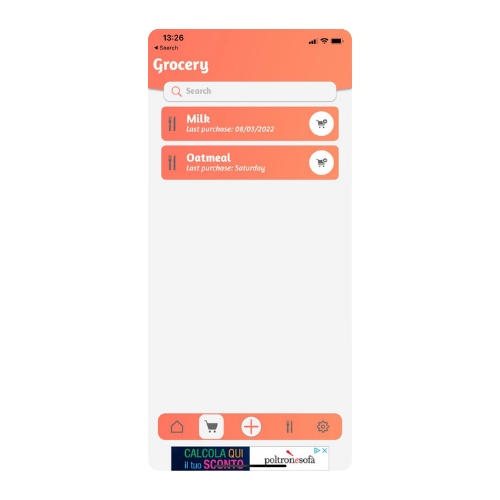 13:26
◀ Search
Grocery
Search
Milk
Last purchase: 08/03/2022
Oatmeal
Last purchase: Saturday
CALCOLA QUI
il tuo SCONTO
poltronesofà